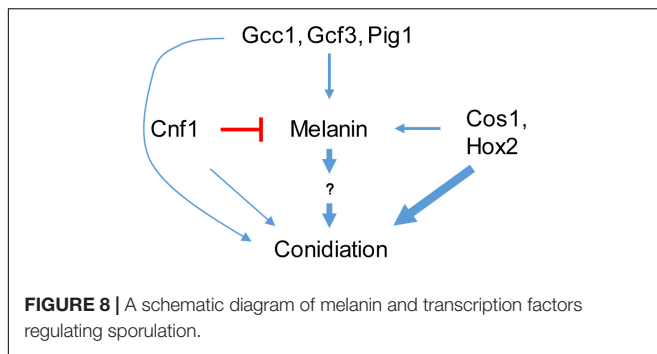 Gcc1, Gcf3, Pig1
Cnf1
Melanin
Cos1,
Hox2
?
Conidiation
FIGURE 8 | A schematic diagram of melanin and transcription factors
regulating sporulation.